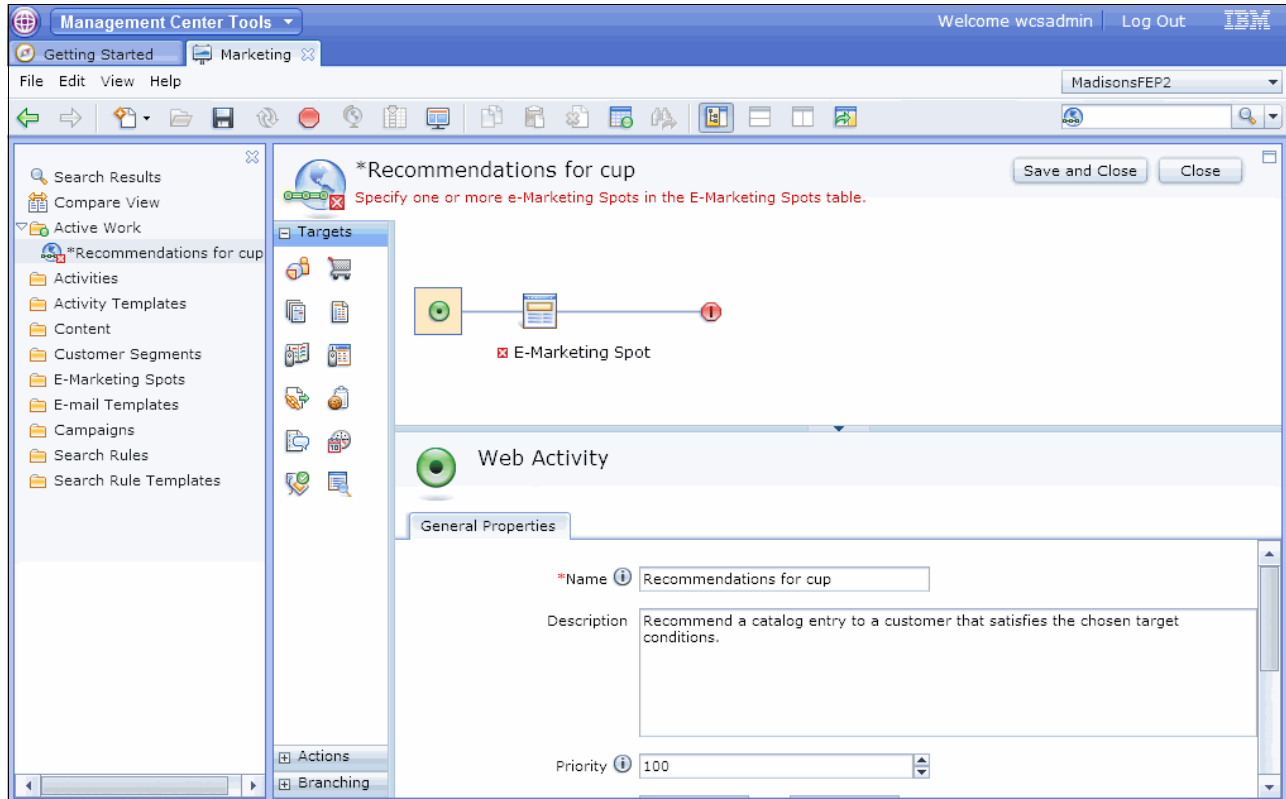 Management Center Tools
Welcome wcsadmin
Log Out
IBM
Getting Started
Marketing
File Edit View Help
MadisonsFEP2
Search Results
Compare View
Active Work
*Recommendations for cup
Activities
Activity Templates
Content
Customer Segments
E-Marketing Spots
E-mail Templates
Campaigns
Search Rules
Search Rule Templates
*Recommendations for cup
Specify one or more e-Marketing Spots in the E-Marketing Spots table.
Save and Close
Close
Targets
E-Marketing Spot
Web Activity
General Properties
*Name
Recommendations for cup
Description
Recommend a catalog entry to a customer that satisfies the chosen target
conditions.
Priority
100
Actions
Branching